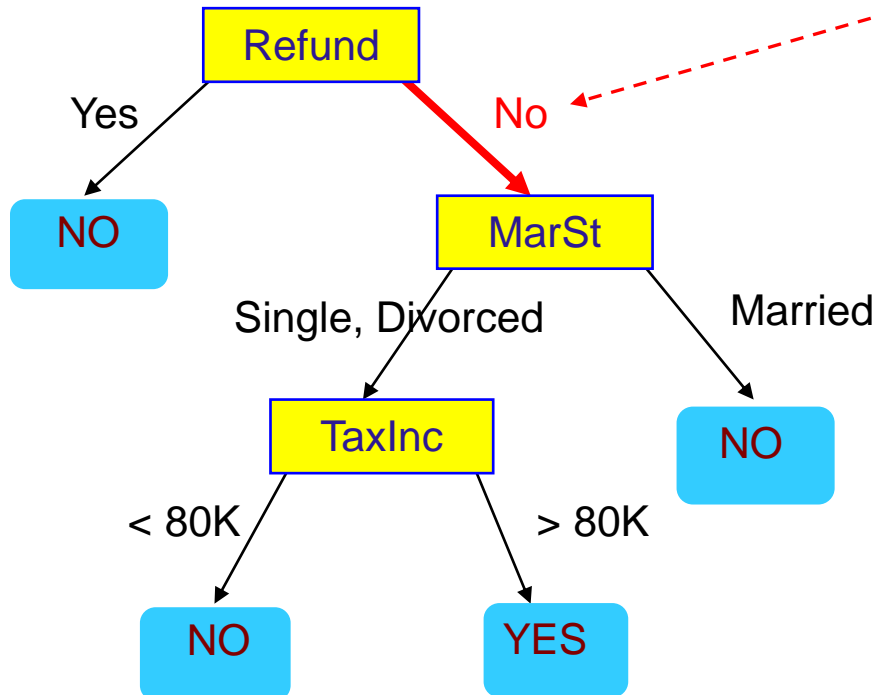 Refund
Yes
No
NO
MarSt
Single, Divorced
Married
TaxInc
NO
< 80K
> 80K
NO
YES